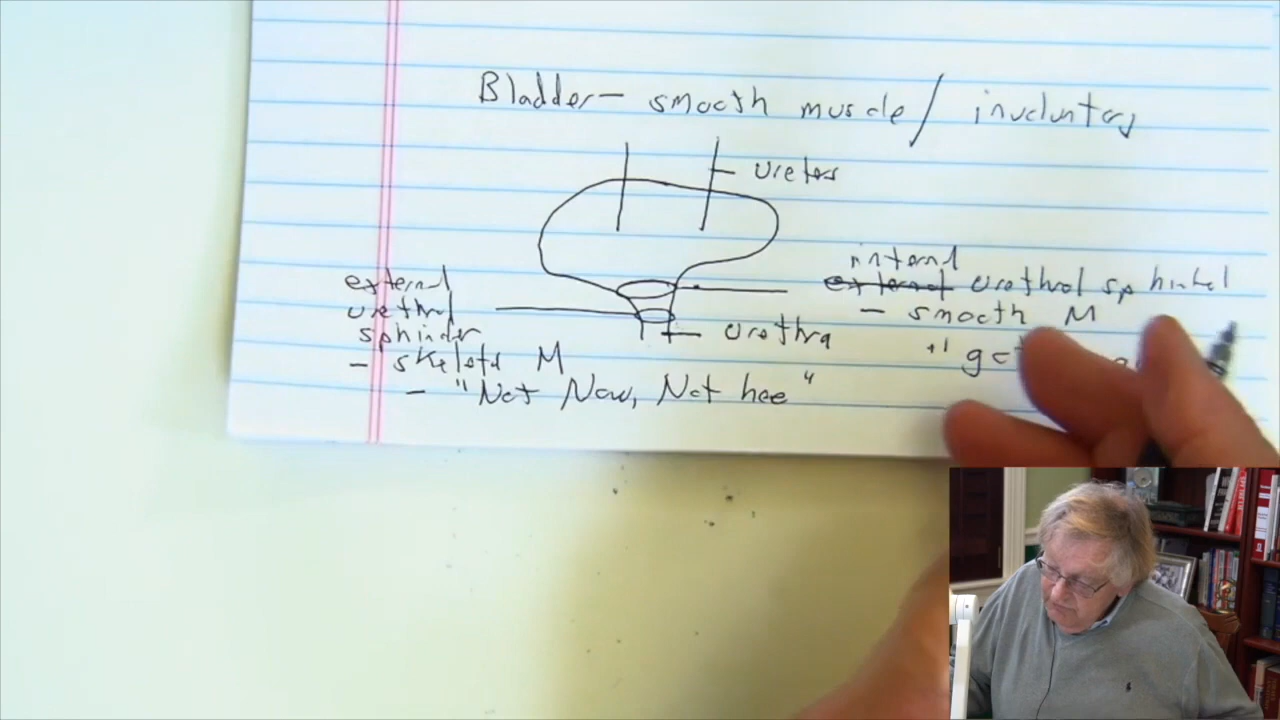 Bladder - smooth muscle / involuntary
ureters
internal
external urethral sphincter
- smooth M
external
urethral
sphincter
- skeletal M
- "Not Now, Not here"
urethra